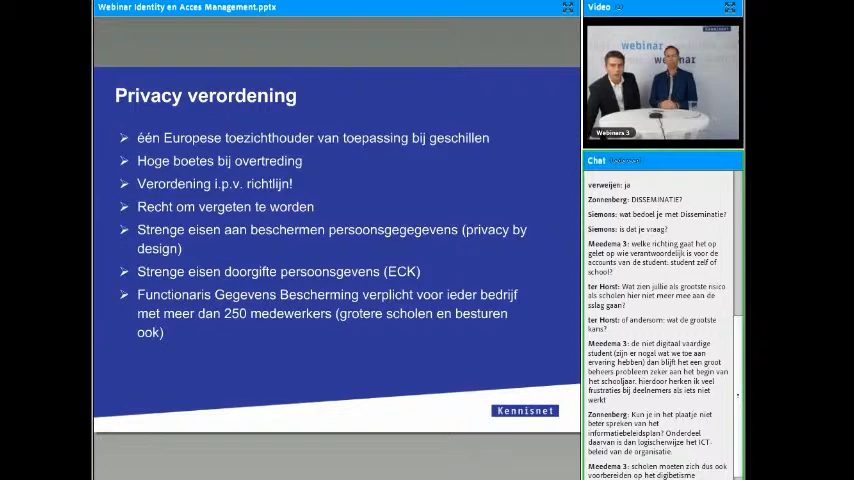 Webinar Identity en Acces Management.pptx
Privacy verordening
één Europese toezichthouder van toepassing bij geschillen
Hoge boetes bij overtreding
Verordening i.p.v. richtlijn!
Recht om vergeten te worden
Strenge eisen aan beschermen persoonsgegegevens (privacy by
design)
Strenge eisen doorgifte persoonsgevens (ECK)
Functionaris Gegevens Bescherming verplicht voor ieder bedrijf
met meer dan 250 medewerkers (grotere scholen en besturen
ook)
Kennisnet
Video
Kennisnet
webinar
Webinars 3
Chat
verweijen: ja
Zonnenberg: DISSEMINATIE?
Siemons: wat bedoel je met Disseminatie?
Siemons: is dat je vraag?
Meedema 3: welke richting gaat het op
gelet op wie verantwoordelijk is voor de
accounts van de student: student zelf of
school?
ter Horst: Wat zien jullie als grootste risico
als scholen hier niet meer mee aan de
sslag gaan?
ter Horst: of andersom: wat de grootste
kans?
Meedema 3: de niet digitaal vaardige
student (zijn er nogal wat we toe aan
ervaring hebben) dan blijft het een groot
beheers probleem zeker aan het begin van
het schooljaar. hierdoor herken ik veel
frustraties bij deelnemers als iets niet
werkt
Zonnenberg: Kun je in het plaatje niet
beter spreken van het
informatiebeleidsplan? Onderdeel
daarvan is dan logischerwijze het ICT-
beleid van de organisatie.
Meedema 3: scholen moeten zich dus ook
voorbereiden op het digibetisme